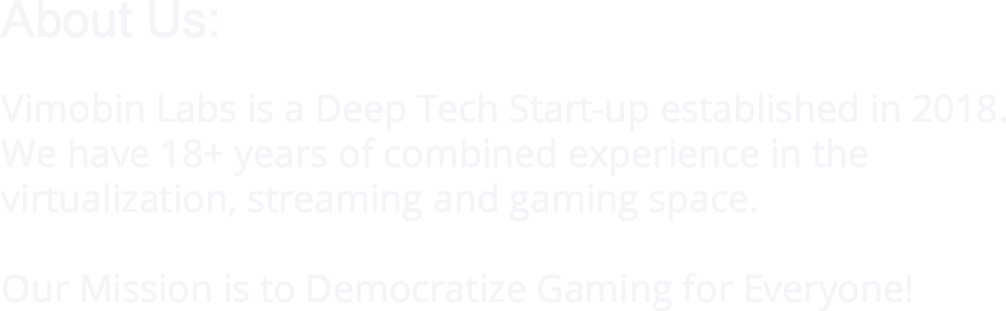 About Us:
Vimobin Labs is a Deep Tech Start-up established in 2018.
We have 18+ years of combined experience in the
virtualization, streaming and gaming space.
Our Mission is to Democratize Gaming for Everyone!